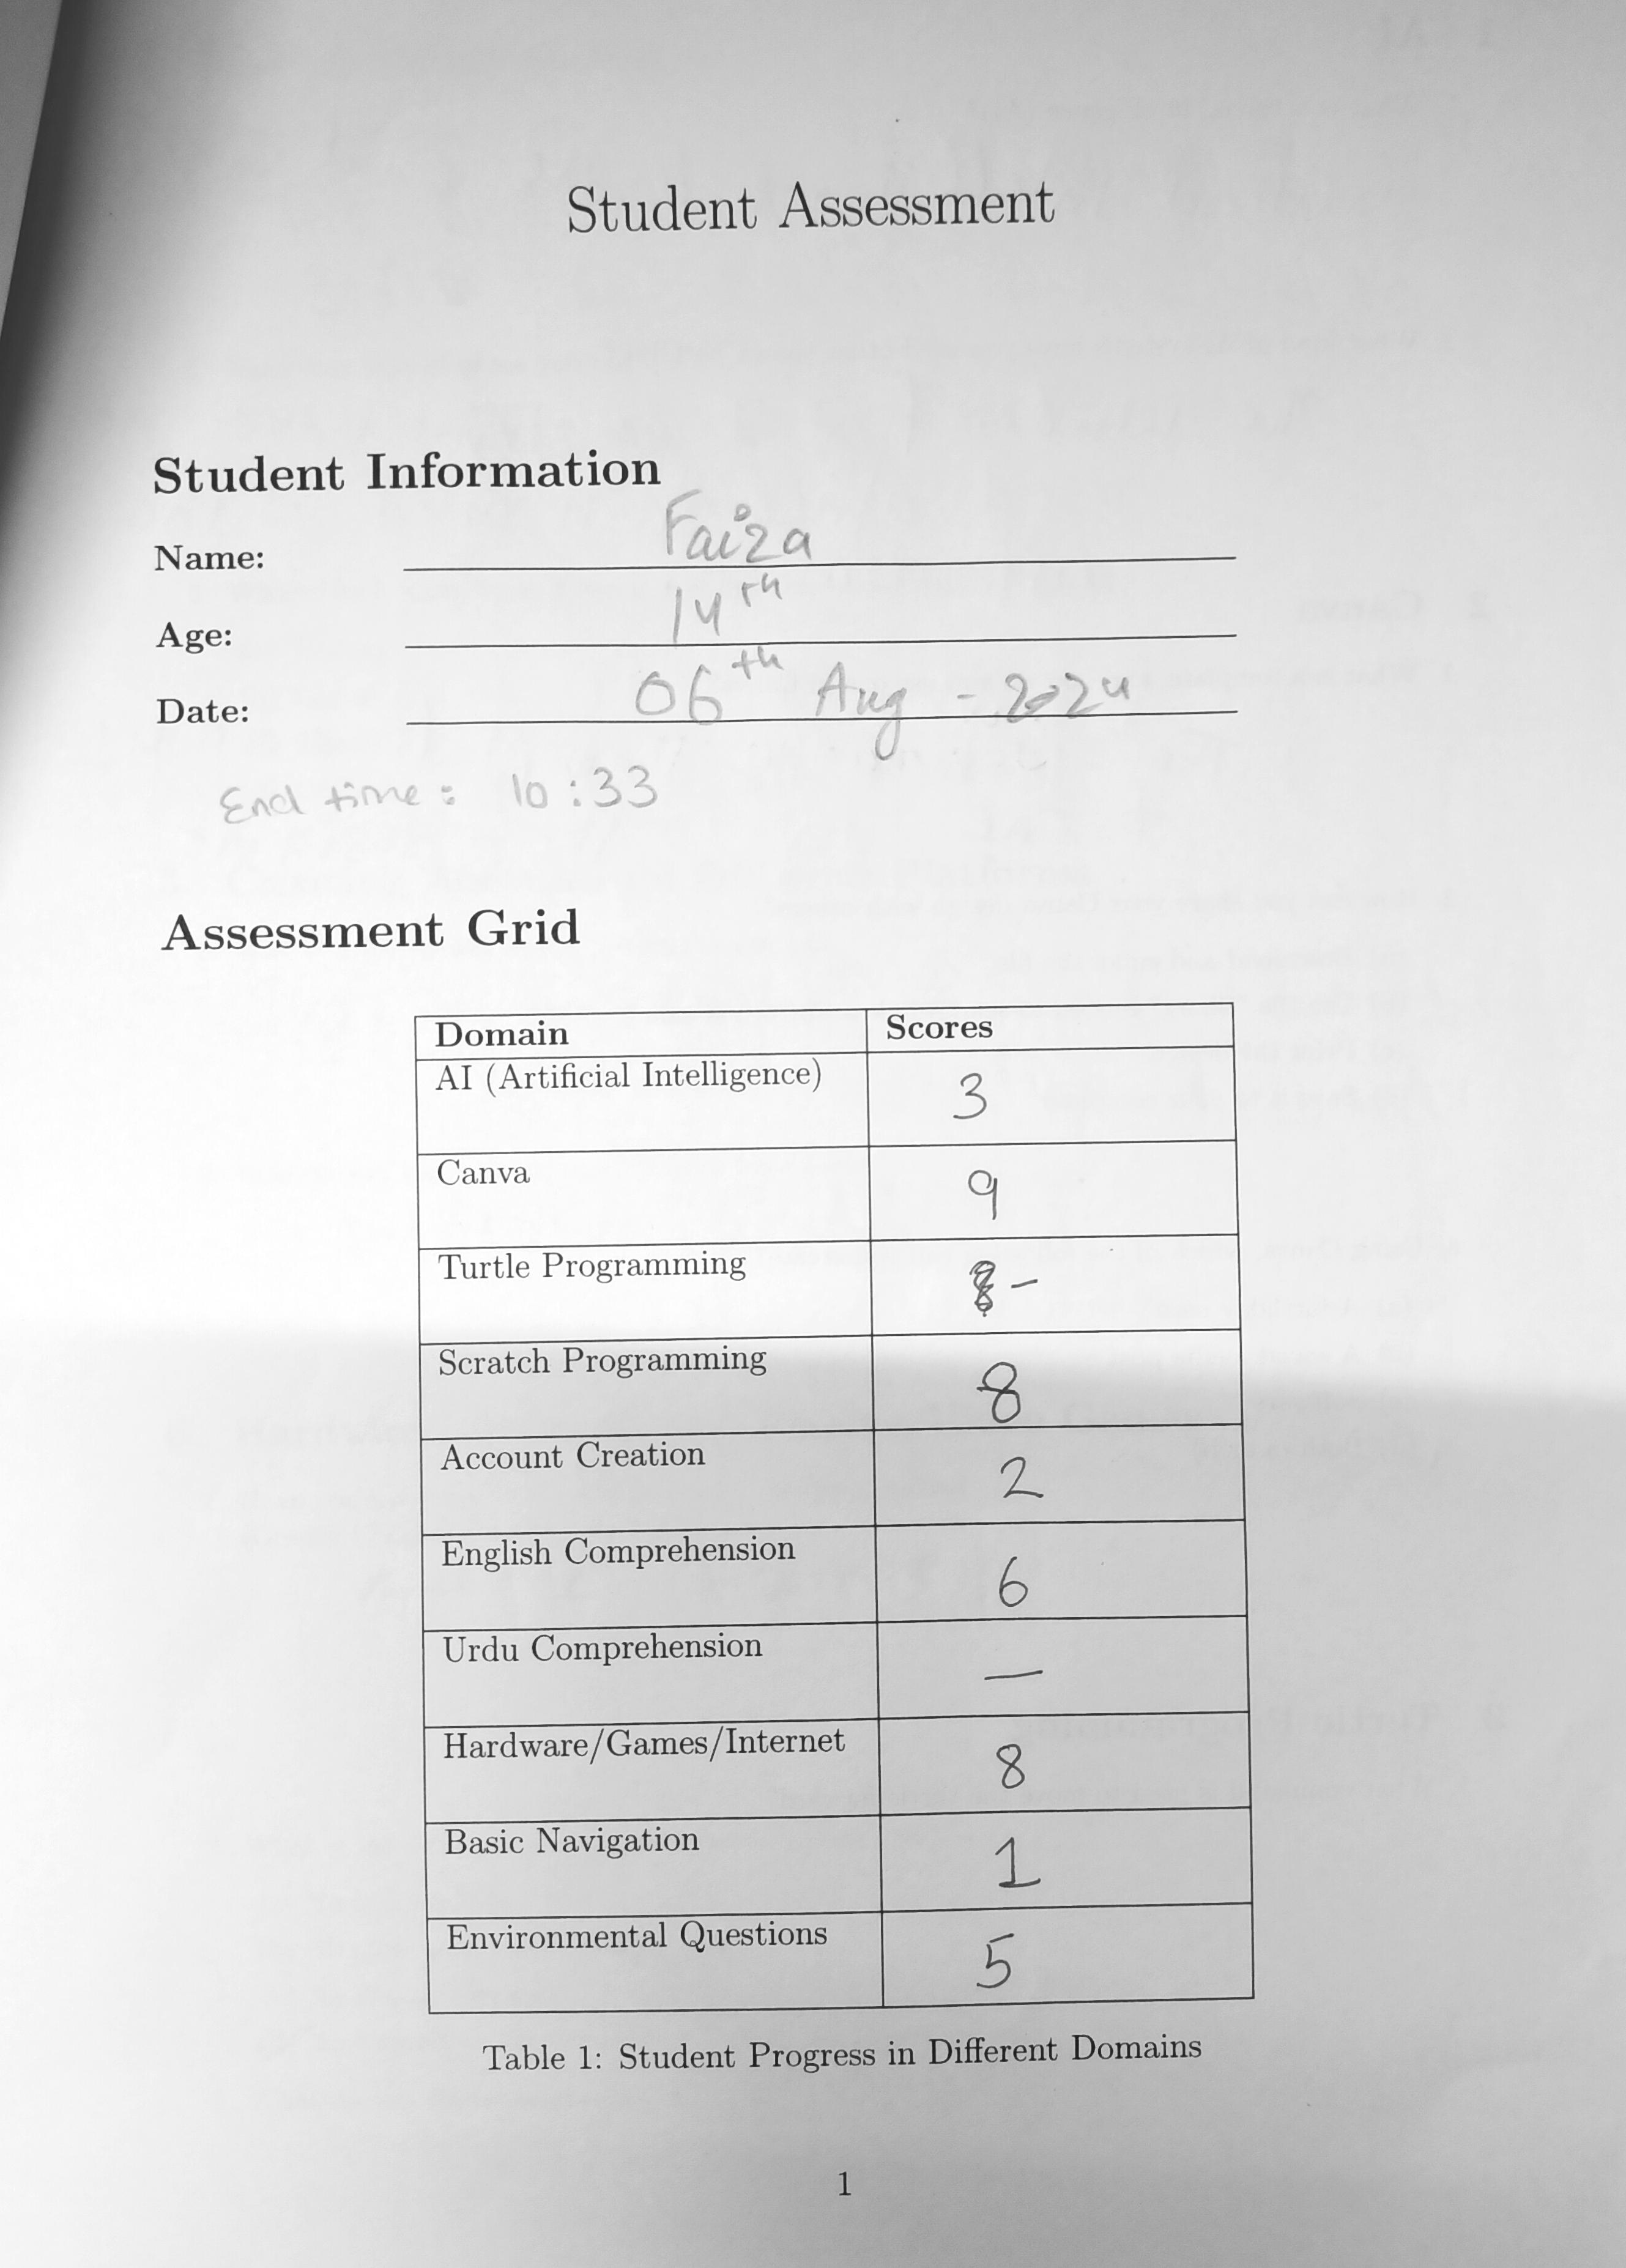 Student Assessment
Student Information
Name: Faiza
Age: 14th
Date: 06th Aug - 2024
End time: 10:33
Assessment Grid
Domain Scores
AI (Artificial Intelligence) 3
Canva 9
Turtle Programming -
Scratch Programming 8
Account Creation 2
English Comprehension 6
Urdu Comprehension —
Hardware/Games/Internet 8
Basic Navigation 1
Environmental Questions 5
Table 1: Student Progress in Different Domains
1